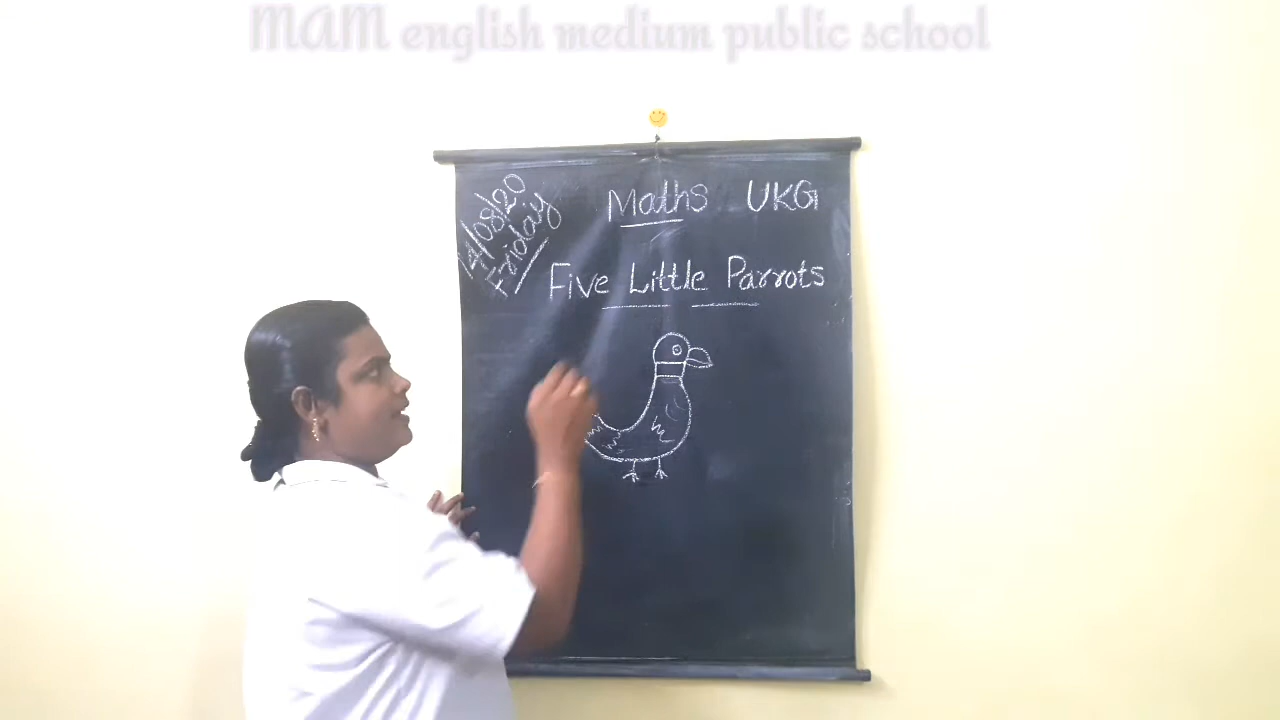 MAM english medium public school
14/08/20
Friday
Maths UKG
Five Little Parrots